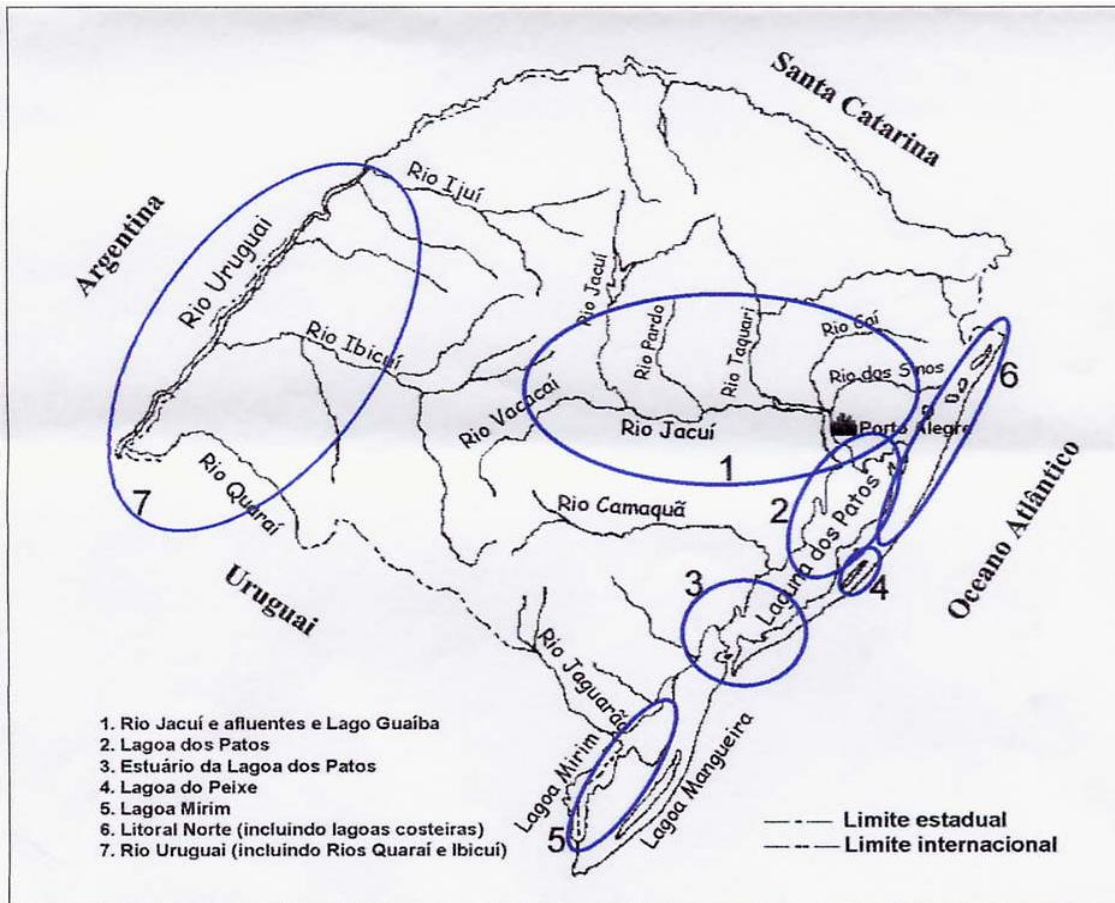 Santa Catarina
Argentina
Rio Ijuí
Rio Uruguai
Rio Jacuí
Rio Pardo
Rio Taquari
Rio Caí
6
Rio Ibicuí
Rio dos Sinos
Rio Vacacaí
Rio Jacuí
Porto Alegre
1
7
Rio Quaraí
Rio Camaquã
2
Laguna dos Patos
Oceano Atlântico
Uruguai
3
4
Rio Jaguarão
Lagoa Mirim
Lagoa Mangueira
5
1. Rio Jacuí e afluentes e Lago Guaíba
2. Lagoa dos Patos
3. Estuário da Lagoa dos Patos
4. Lagoa do Peixe
5. Lagoa Mirim
6. Litoral Norte (incluindo lagoas costeiras)
7. Rio Uruguai (incluindo Rios Quaraí e Ibicuí)
Limite estadual
Limite internacional